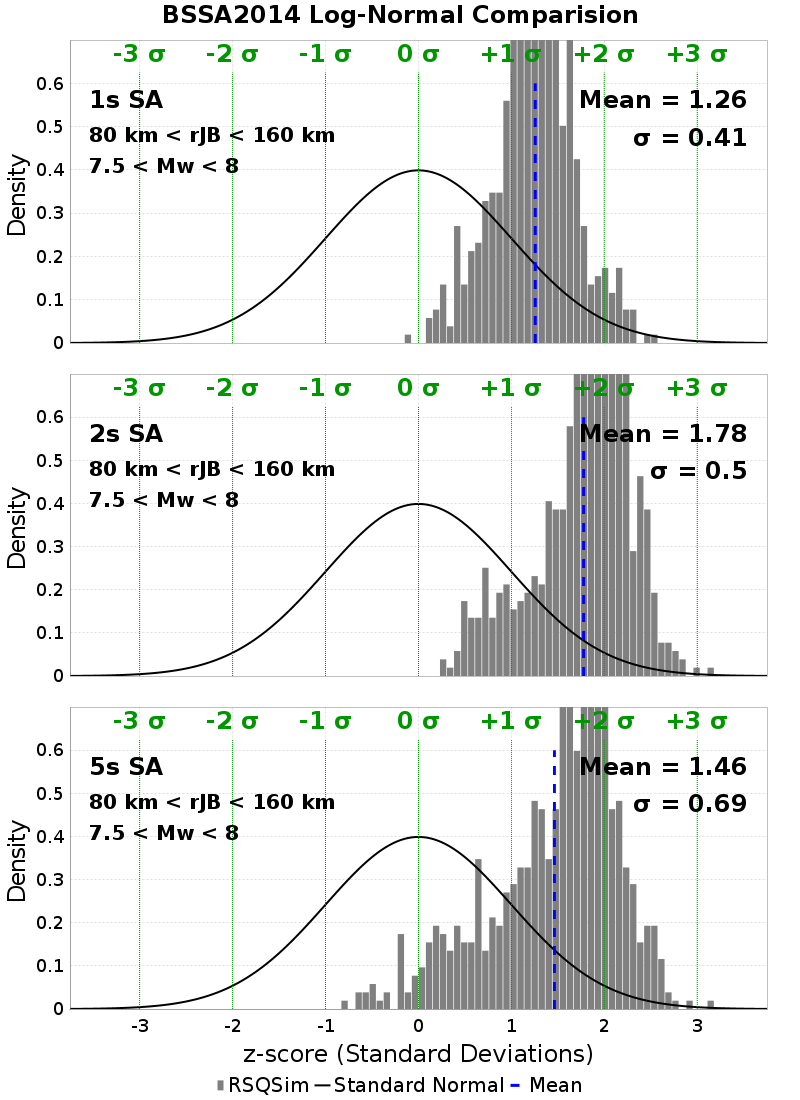 BSSA2014 Log-Normal Comparision
-3 σ -2 σ -1 σ 0 σ +1 σ +2 σ +3 σ
1s SA
Mean = 1.26
80 km < rJB < 160 km
σ = 0.41
7.5 < Mw < 8
0.6
0.5
0.4
0.3
0.2
0.1
0
Density
-3 σ -2 σ -1 σ 0 σ +1 σ +2 σ +3 σ
2s SA
Mean = 1.78
80 km < rJB < 160 km
σ = 0.5
7.5 < Mw < 8
0.6
0.5
0.4
0.3
0.2
0.1
0
Density
-3 σ -2 σ -1 σ 0 σ +1 σ +2 σ +3 σ
5s SA
Mean = 1.46
80 km < rJB < 160 km
σ = 0.69
7.5 < Mw < 8
0.6
0.5
0.4
0.3
0.2
0.1
0
Density
-3 -2 -1 0 1 2 3
z-score (Standard Deviations)
RSQSim Standard Normal Mean